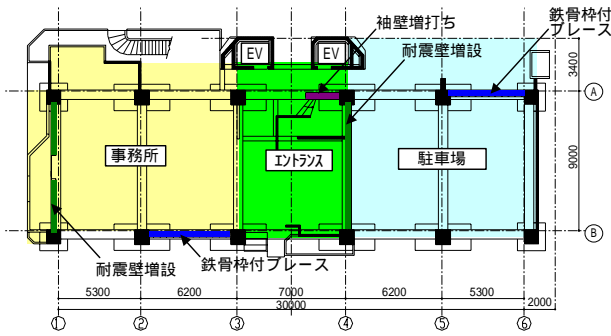 袖壁増打ち
鉄骨枠付
ブレース
EV
EV
耐震壁増設
3400
A
事務所
エントランス
駐車場
9000
B
耐震壁増設
鉄骨枠付ブレース
5300
6200
7000
6200
5300
30000
2000
①
②
③
④
⑤
⑥